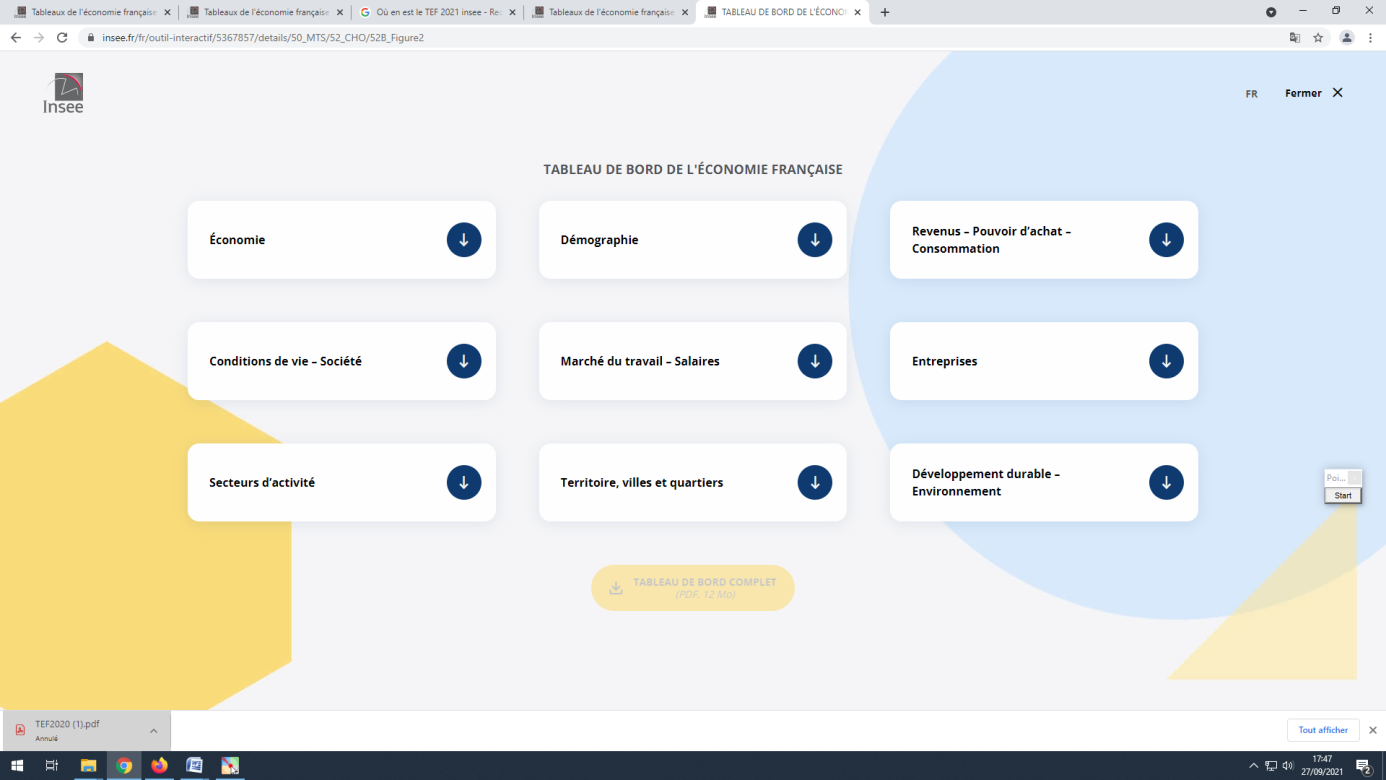 Tableaux de l'économie française
Tableaux de l'économie française
Où en est le TEF 2021 insee - Rec
Tableaux de l'économie française
TABLEAU DE BORD DE L'ÉCONO
insee.fr/fr/outil-interactif/5367857/details/50_MTS/52_CHO/52B_Figure2
Insee
FR
Fermer
TABLEAU DE BORD DE L'ÉCONOMIE FRANÇAISE
Économie
Démographie
Revenus – Pouvoir d'achat –
Consommation
Conditions de vie – Société
Marché du travail – Salaires
Entreprises
Secteurs d'activité
Territoire, villes et quartiers
Développement durable –
Environnement
Poi...
Start
TABLEAU DE BORD COMPLET
(PDF, 12 Mo)
TEF2020 (1).pdf
Annulé
Tout afficher
17:47
27/09/2021
2